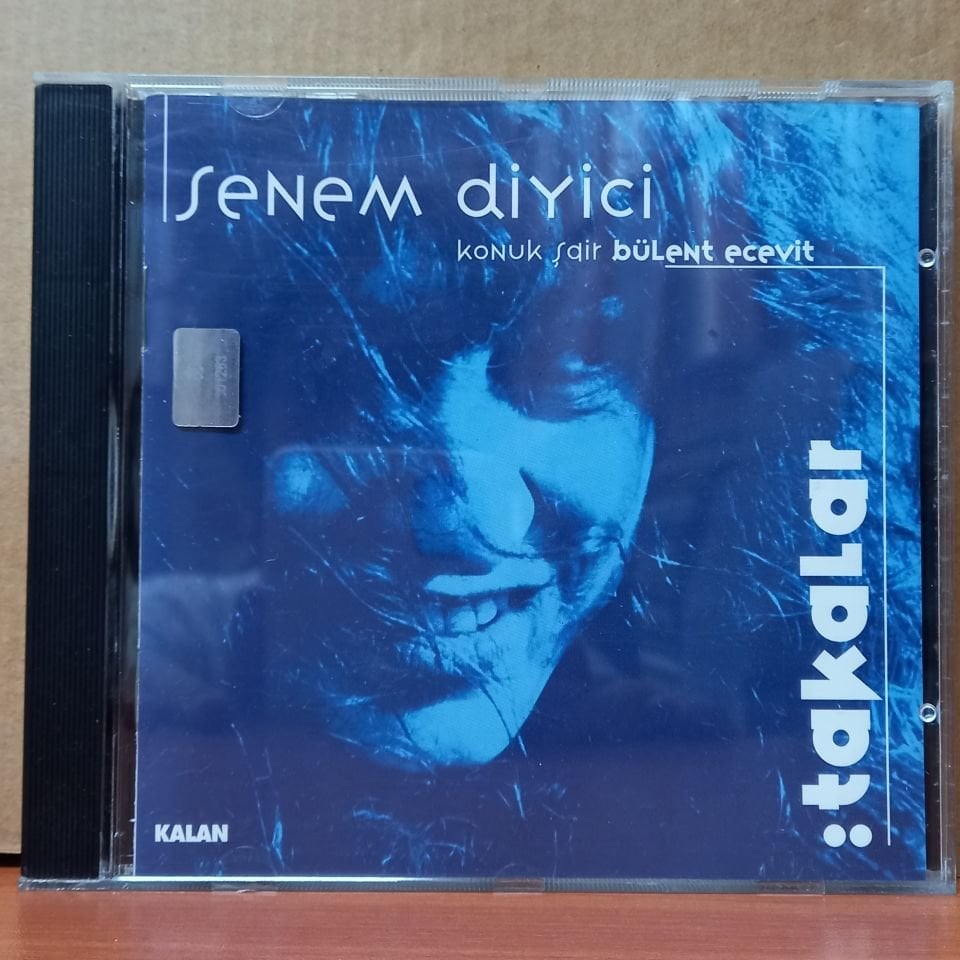 senem diyici
konuk şair bülent ecevit
:takalar
KALAN